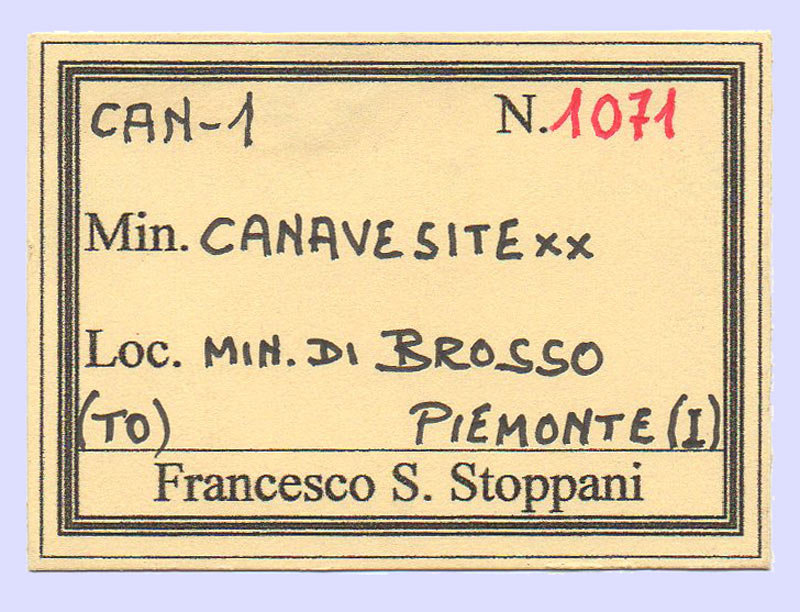 CAN-1 N.1071
Min. CANAVESITE xx
Loc. MIN. DI BROSSO
(TO) PIEMONTE (I)
Francesco S. Stoppani